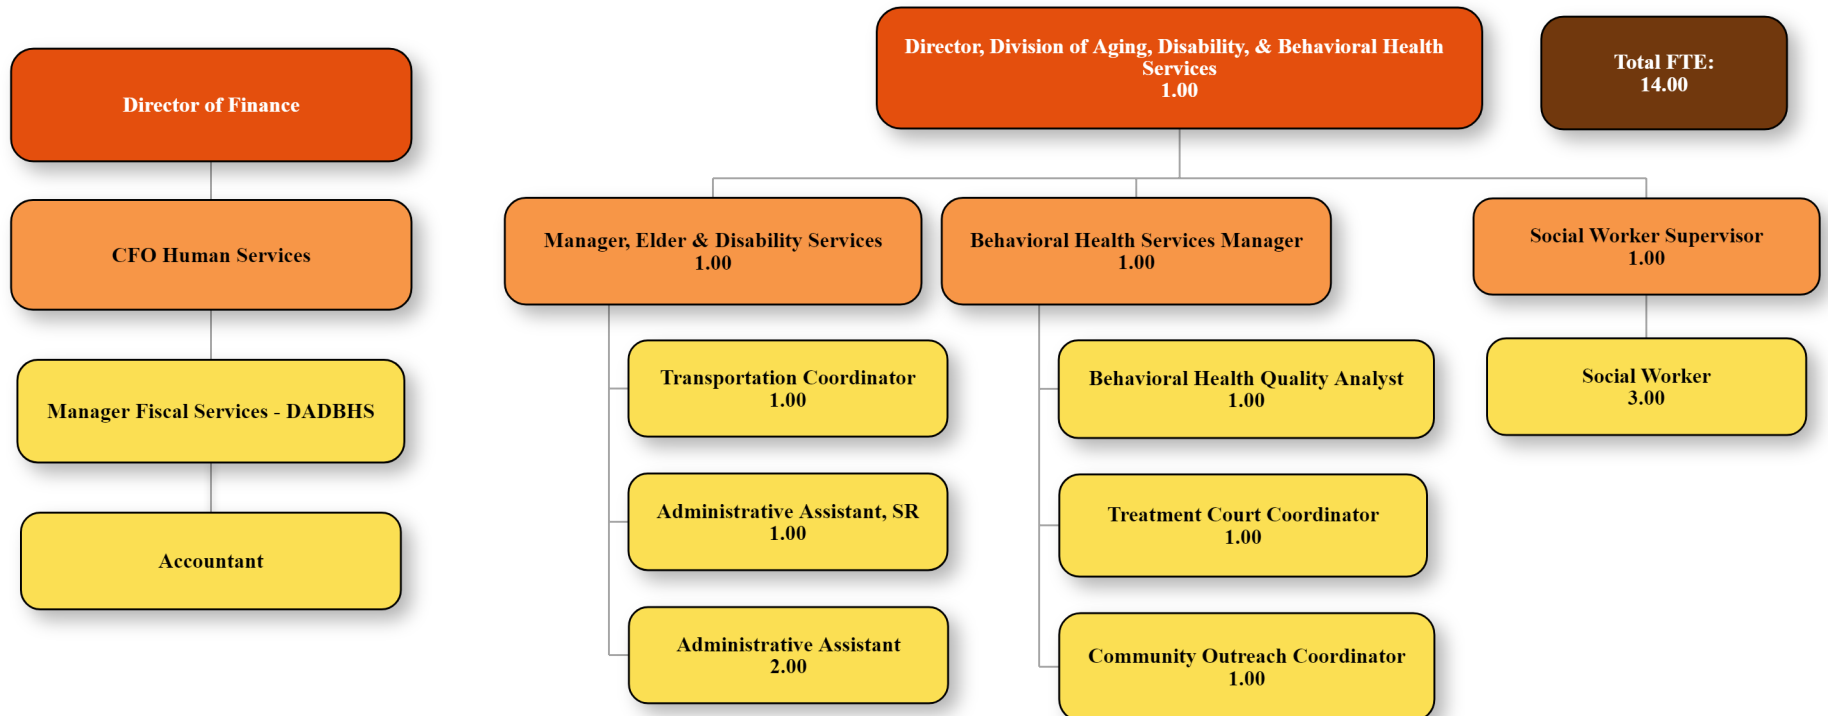 Director of Finance
CFO Human Services
Manager Fiscal Services - DADBHS
Accountant
Director, Division of Aging, Disability, & Behavioral Health
Services
1.00
Total FTE:
14.00
Manager, Elder & Disability Services
1.00
Transportation Coordinator
1.00
Administrative Assistant, SR
1.00
Administrative Assistant
2.00
Behavioral Health Services Manager
1.00
Behavioral Health Quality Analyst
1.00
Treatment Court Coordinator
1.00
Community Outreach Coordinator
1.00
Social Worker Supervisor
1.00
Social Worker
3.00